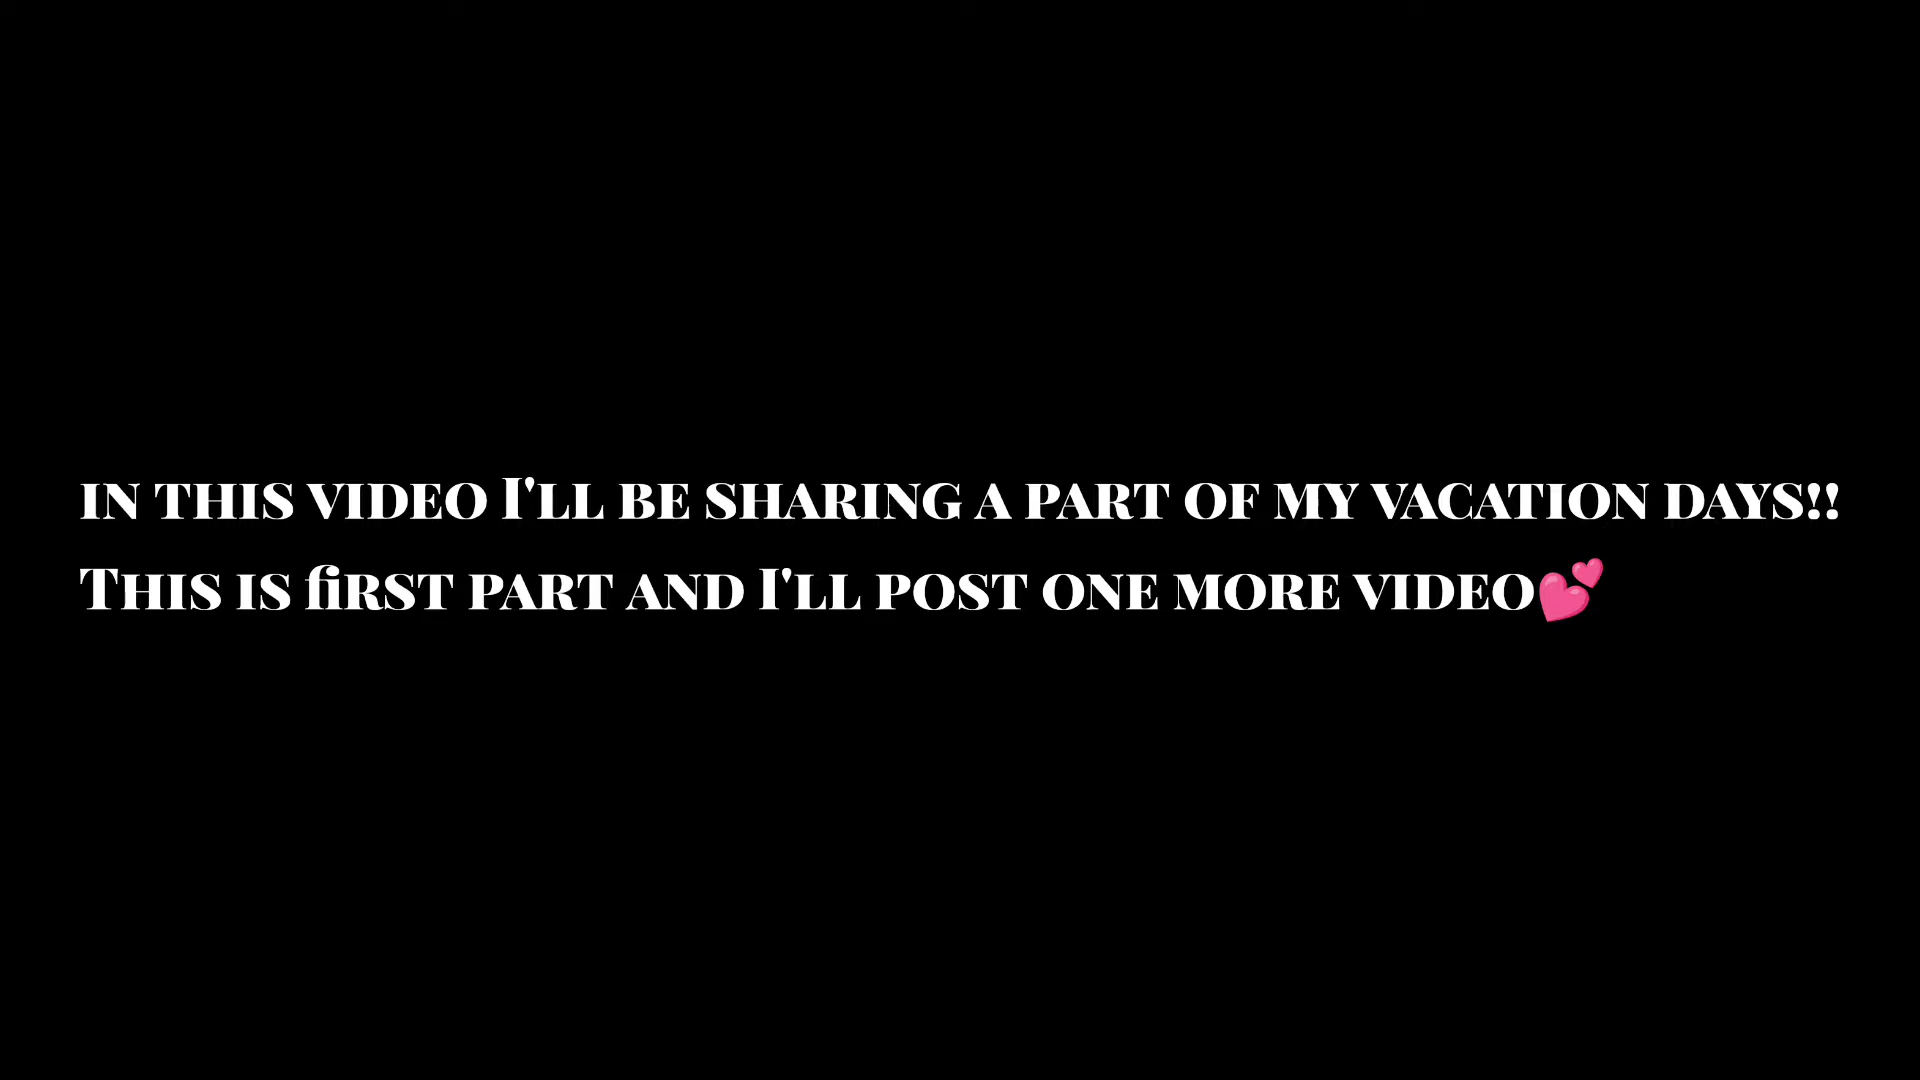 in this video I'll be sharing a part of my vacation days!!
This is first part and I'll post one more video💕